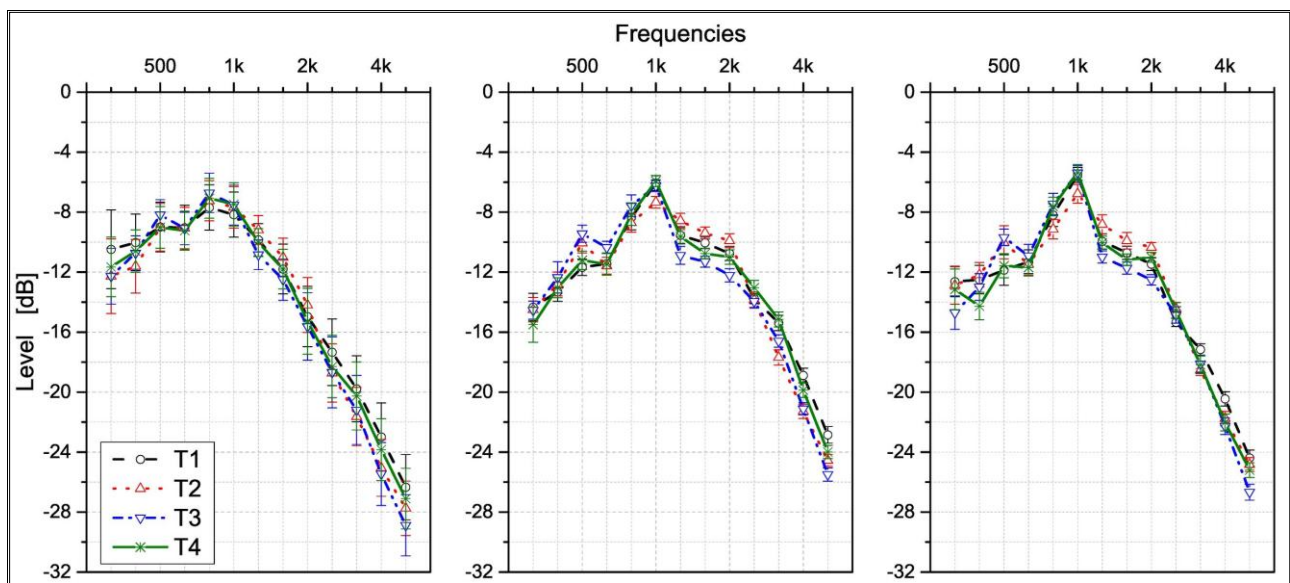 Frequencies
500 1k 2k 4k 500 1k 2k 4k 500 1k 2k 4k
0 0 0
-4 -4 -4
-8 -8 -8
-12 -12 -12
-16 -16 -16
-20 -20 -20
-24 -24 -24
-28 -28 -28
-32 -32 -32
Level [dB]
T1
T2
T3
T4